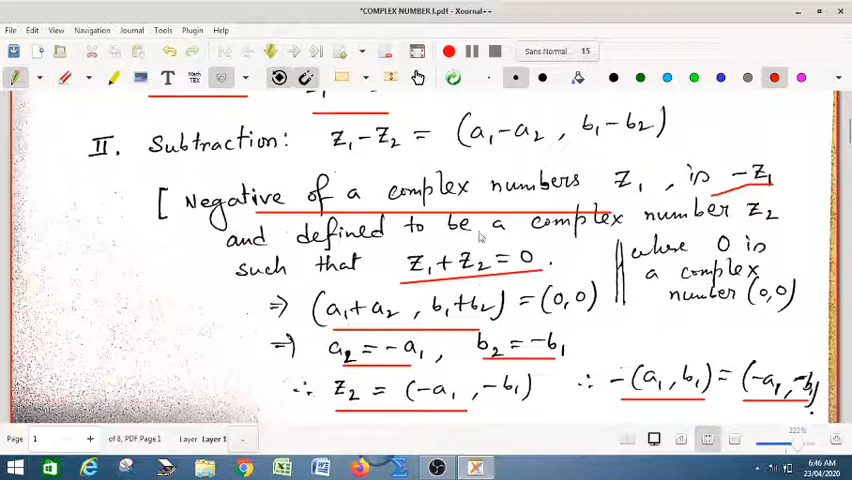 *COMPLEX NUMBER I.pdf - Xournal++
File Edit View Navigation Journal Tools Plugin Help
Sans Normal 15
II. Subtraction: z₁-z₂ = (a₁-a₂ , b₁-b₂)
[ Negative of a complex numbers z₁ , is -z₁
and defined to be a complex number z₂
such that z₁+z₂=0 .
where 0 is
a complex
number (0,0)
⇒ (a₁+a₂ , b₁+b₂) = (0,0)
⇒ a₂=-a₁ , b₂=-b₁
∴ z₂ = (-a₁ , -b₁) ∴ -(a₁, b₁) = (-a₁, -b₁)
Page 1 of 8, PDF Page 1 Layer: Layer 1
222%
6:46 AM
23/04/2020